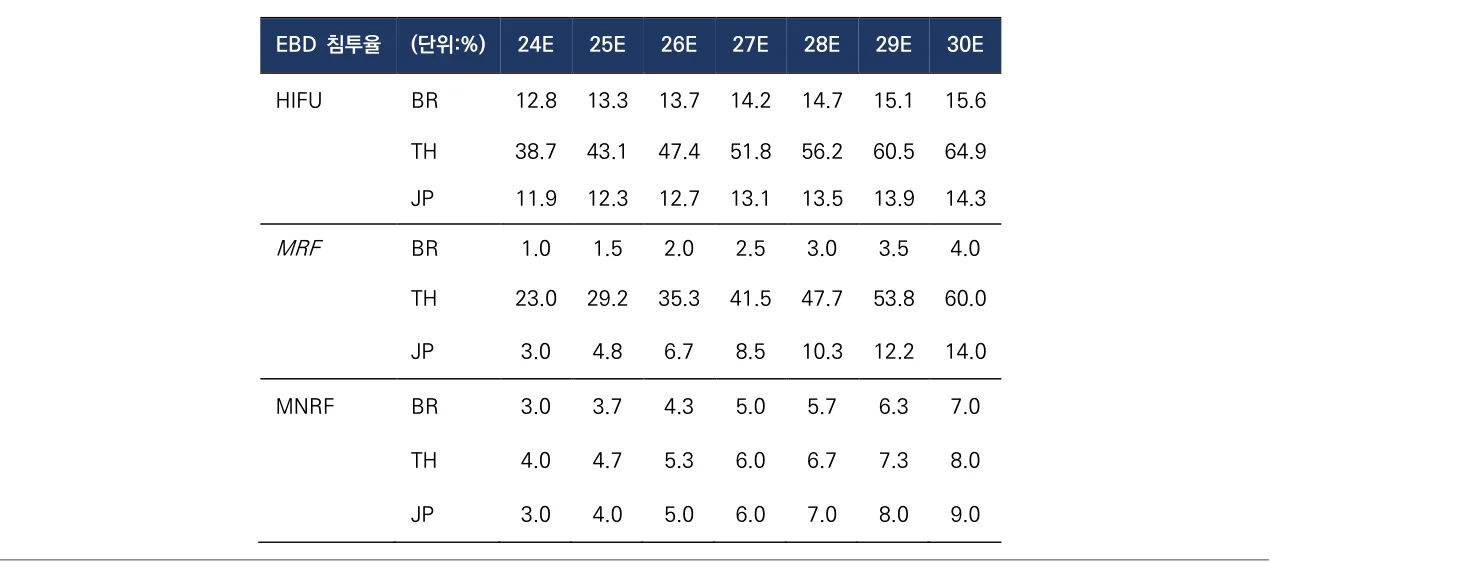 EBD 침투율 (단위:%) 24E 25E 26E 27E 28E 29E 30E
HIFU BR 12.8 13.3 13.7 14.2 14.7 15.1 15.6
TH 38.7 43.1 47.4 51.8 56.2 60.5 64.9
JP 11.9 12.3 12.7 13.1 13.5 13.9 14.3
MRF BR 1.0 1.5 2.0 2.5 3.0 3.5 4.0
TH 23.0 29.2 35.3 41.5 47.7 53.8 60.0
JP 3.0 4.8 6.7 8.5 10.3 12.2 14.0
MNRF BR 3.0 3.7 4.3 5.0 5.7 6.3 7.0
TH 4.0 4.7 5.3 6.0 6.7 7.3 8.0
JP 3.0 4.0 5.0 6.0 7.0 8.0 9.0